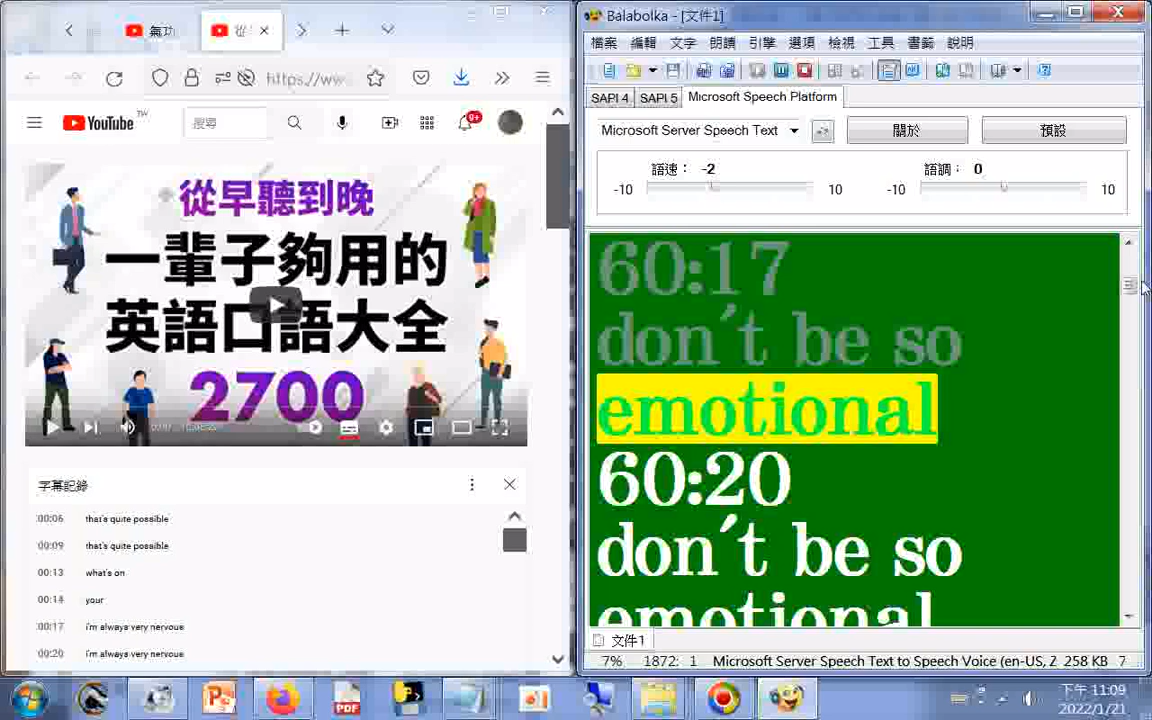 氣功
從
https://ww
YouTube TW
搜尋
9+
從早聽到晚
一輩子夠用的
英語口語大全
2700
字幕記錄
00:06 that's quite possible
00:09 that's quite possible
00:13 what's on
00:14 your
00:17 i'm always very nervous
00:20 i'm always very nervous
Balabolka - [文件1]
檔案 編輯 文字 朗讀 引擎 選項 檢視 工具 書籤 說明
SAPI 4 SAPI 5 Microsoft Speech Platform
Microsoft Server Speech Text 關於 預設
語速： -2 語調： 0
-10 10 -10 10
60:17
don't be so
emotional
60:20
don't be so
emotional
文件1
7% 1872: 1 Microsoft Server Speech Text to Speech Voice (en-US, Z 258 KB 7
PDF
下午 11:09
2022/1/21